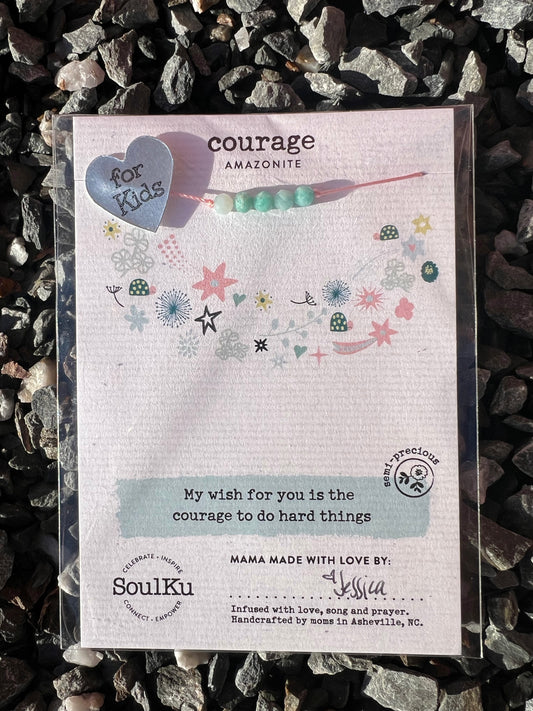 courage
AMAZONITE
for
Kids
semi-precious
My wish for you is the
courage to do hard things
CELEBRATE • INSPIRE
SoulKu
CONNECT • EMPOWER
MAMA MADE WITH LOVE BY:
Jessica
Infused with love, song and prayer.
Handcrafted by moms in Asheville, NC.